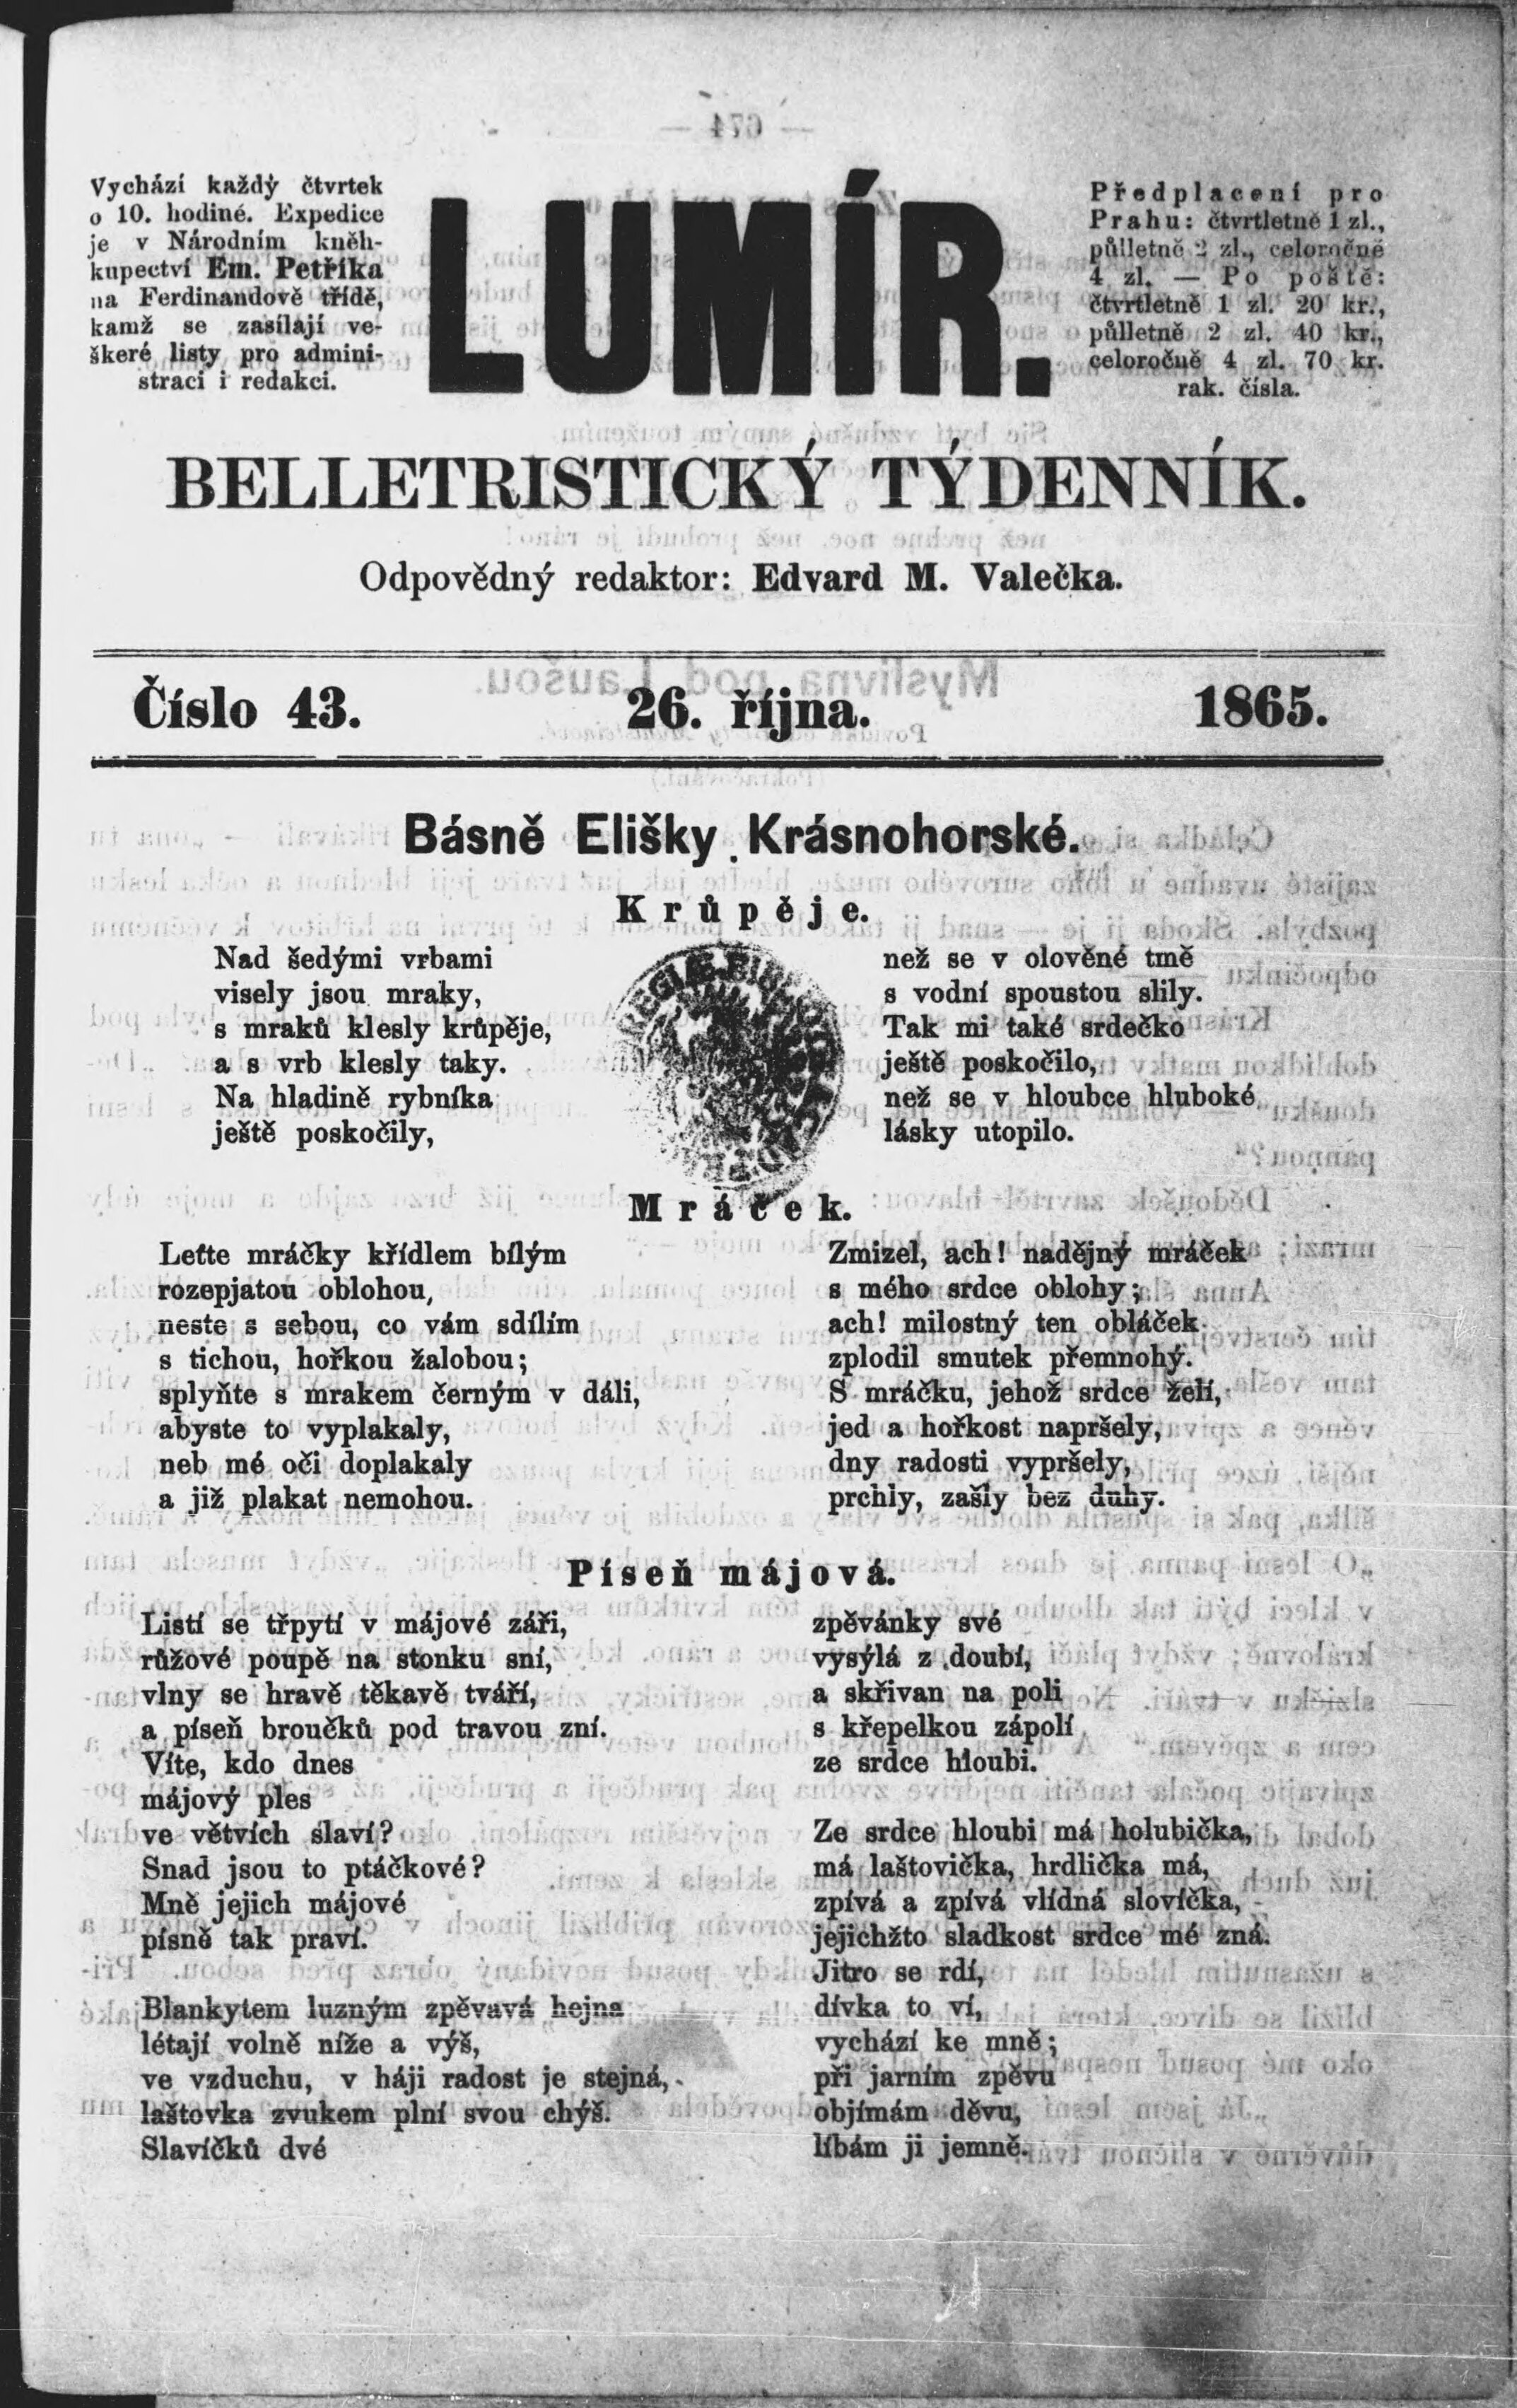 Vychází každý čtvrtek
o 10. hodině. Expedice
je v Národním kněh-
kupectví Em. Petříka
na Ferdinandově třídě,
kamž se zasílají ve-
škeré listy pro admini-
straci i redakci.
LUMÍR.
Předplacení pro
Prahu: čtvrtletně 1 zl.,
půlletně 2 zl., celoročně
4 zl. — Po poště:
čtvrtletně 1 zl. 20 kr.,
půlletně 2 zl. 40 kr.,
celoročně 4 zl. 70 kr.
rak. čísla.
BELLETRISTICKÝ TÝDENNÍK.
Odpovědný redaktor: Edvard M. Valečka.
Číslo 43. 26. října. 1865.
Básně Elišky Krásnohorské.
Krůpěje.
Nad šedými vrbami
visely jsou mraky,
s mraků klesly krůpěje,
a s vrb klesly taky.
Na hladině rybníka
ještě poskočily,
než se v olověné tmě
s vodní spoustou slily.
Tak mi také srdečko
ještě poskočilo,
než se v hloubce hluboké
lásky utopilo.
Mráček.
Leťte mráčky křídlem bílým
rozepjatou oblohou,
neste s sebou, co vám sdílím
s tichou, hořkou žalobou;
splyňte s mrakem černým v dáli,
abyste to vyplakaly,
neb mé oči doplakaly
a již plakat nemohou.
Zmizel, ach! nadějný mráček
s mého srdce oblohy;
ach! milostný ten obláček
zplodil smutek přemnohý.
S mráčku, jehož srdce želí,
jed a hořkost napršely,
dny radosti vypršely,
prchly, zašly bez duhy.
Píseň májová.
Listí se třpytí v májové záři,
růžové poupě na stonku sní,
vlny se hravě těkavě tváří,
a píseň broučků pod travou zní.
Víte, kdo dnes
májový ples
ve větvích slaví?
Snad jsou to ptáčkové?
Mně jejich májové
písně tak praví.
Blankytem luzným zpěvavá hejna
létají volně níže a výš,
ve vzduchu, v háji radost je stejná,
laštovka zvukem plní svou chýš.
Slavíčků dvé
zpěvánky své
vysýlá z doubí,
a skřivan na poli
s křepelkou zápolí
ze srdce hloubi.
Ze srdce hloubi má holubička,
má laštovička, hrdlička má,
zpívá a zpívá vlídná slovíčka,
jejichžto sladkost srdce mé zná.
Jitro se rdí,
dívka to ví,
vychází ke mně;
při jarním zpěvu
objímám děvu,
líbám ji jemně.